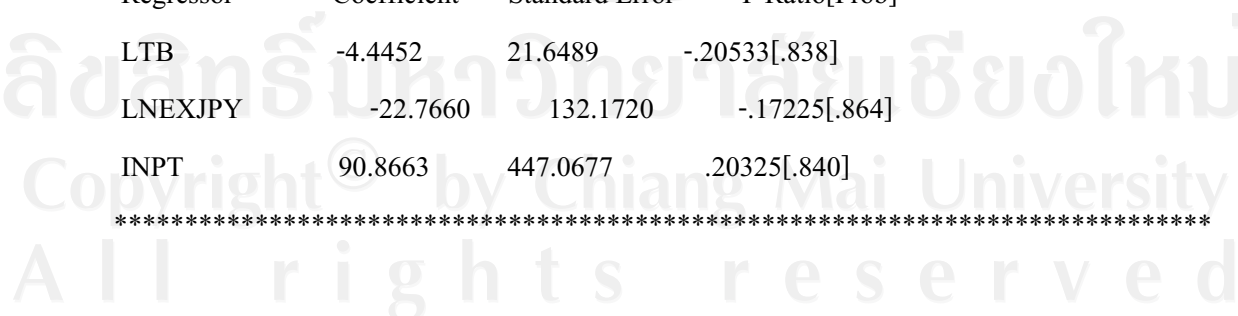 Regressor Coefficient Standard Error T-Ratio[Prob]
LTB -4.4452 21.6489 -.20533[.838]
LNEXJPY -22.7660 132.1720 -.17225[.864]
INPT 90.8663 447.0677 .20325[.840]
*******************************************************************************
ลิขสิทธิ์มหาวิทยาลัยเชียงใหม่
Copyright© by Chiang Mai University
All rights reserved